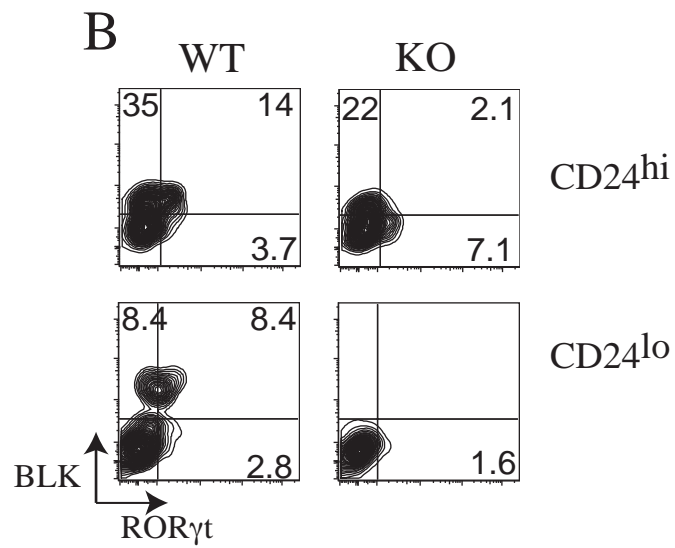 B
WT KO
35 14 22 2.1
CD24hi
3.7 7.1
8.4 8.4
CD24lo
2.8 1.6
BLK
RORγt